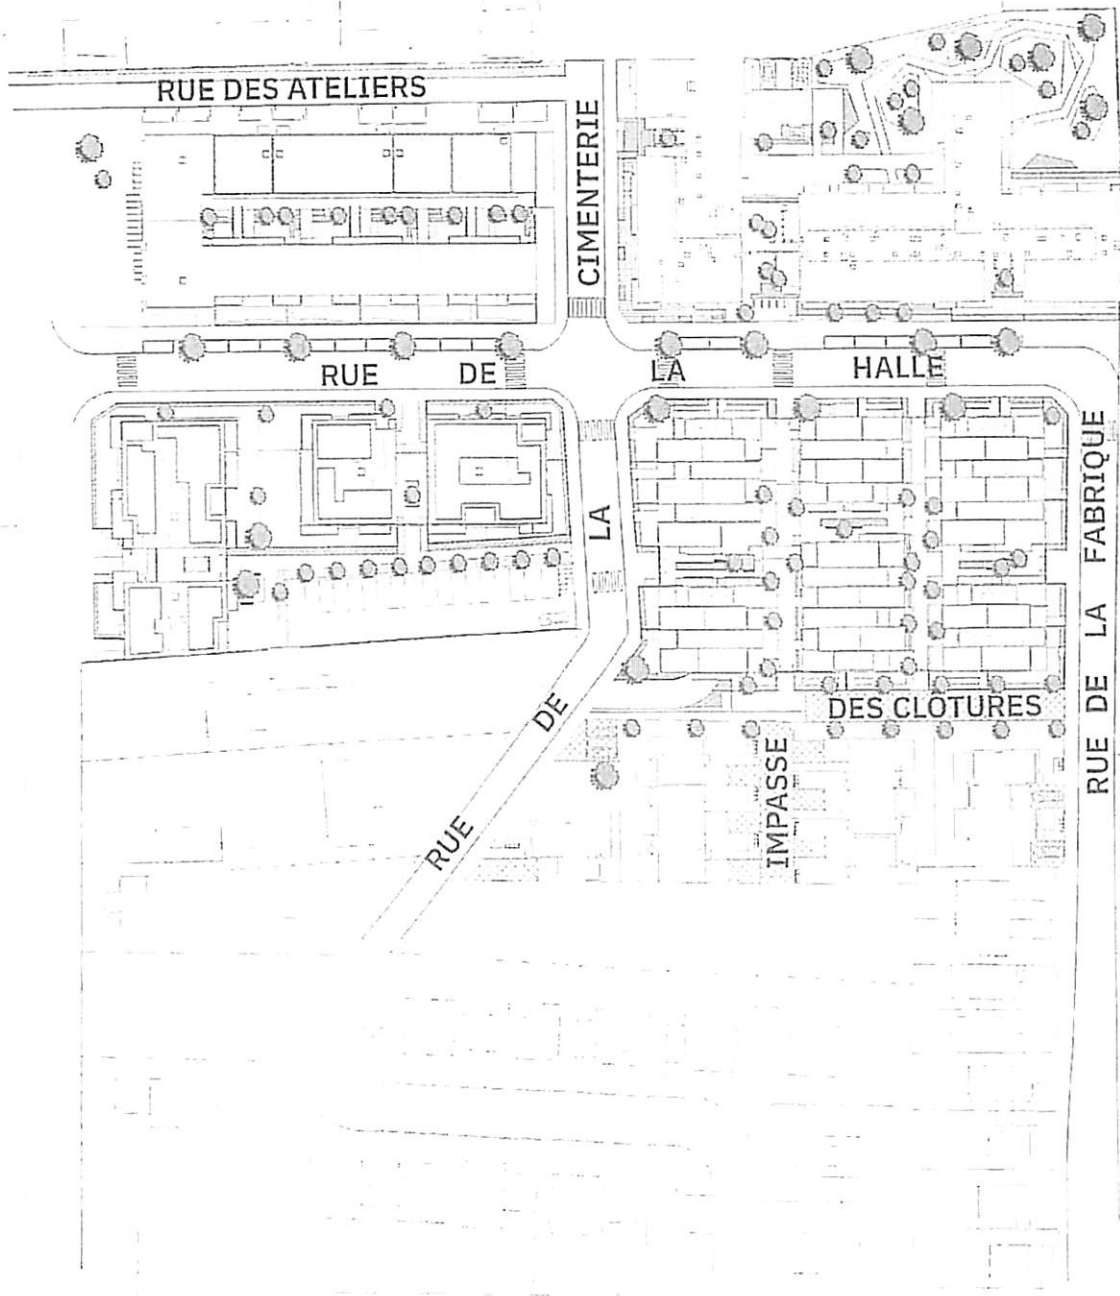 RUE DES ATELIERS
RUE DE LA CIMENTERIE
RUE DE LA HALLE
RUE DE LA FABRIQUE
IMPASSE DES CLOTURES